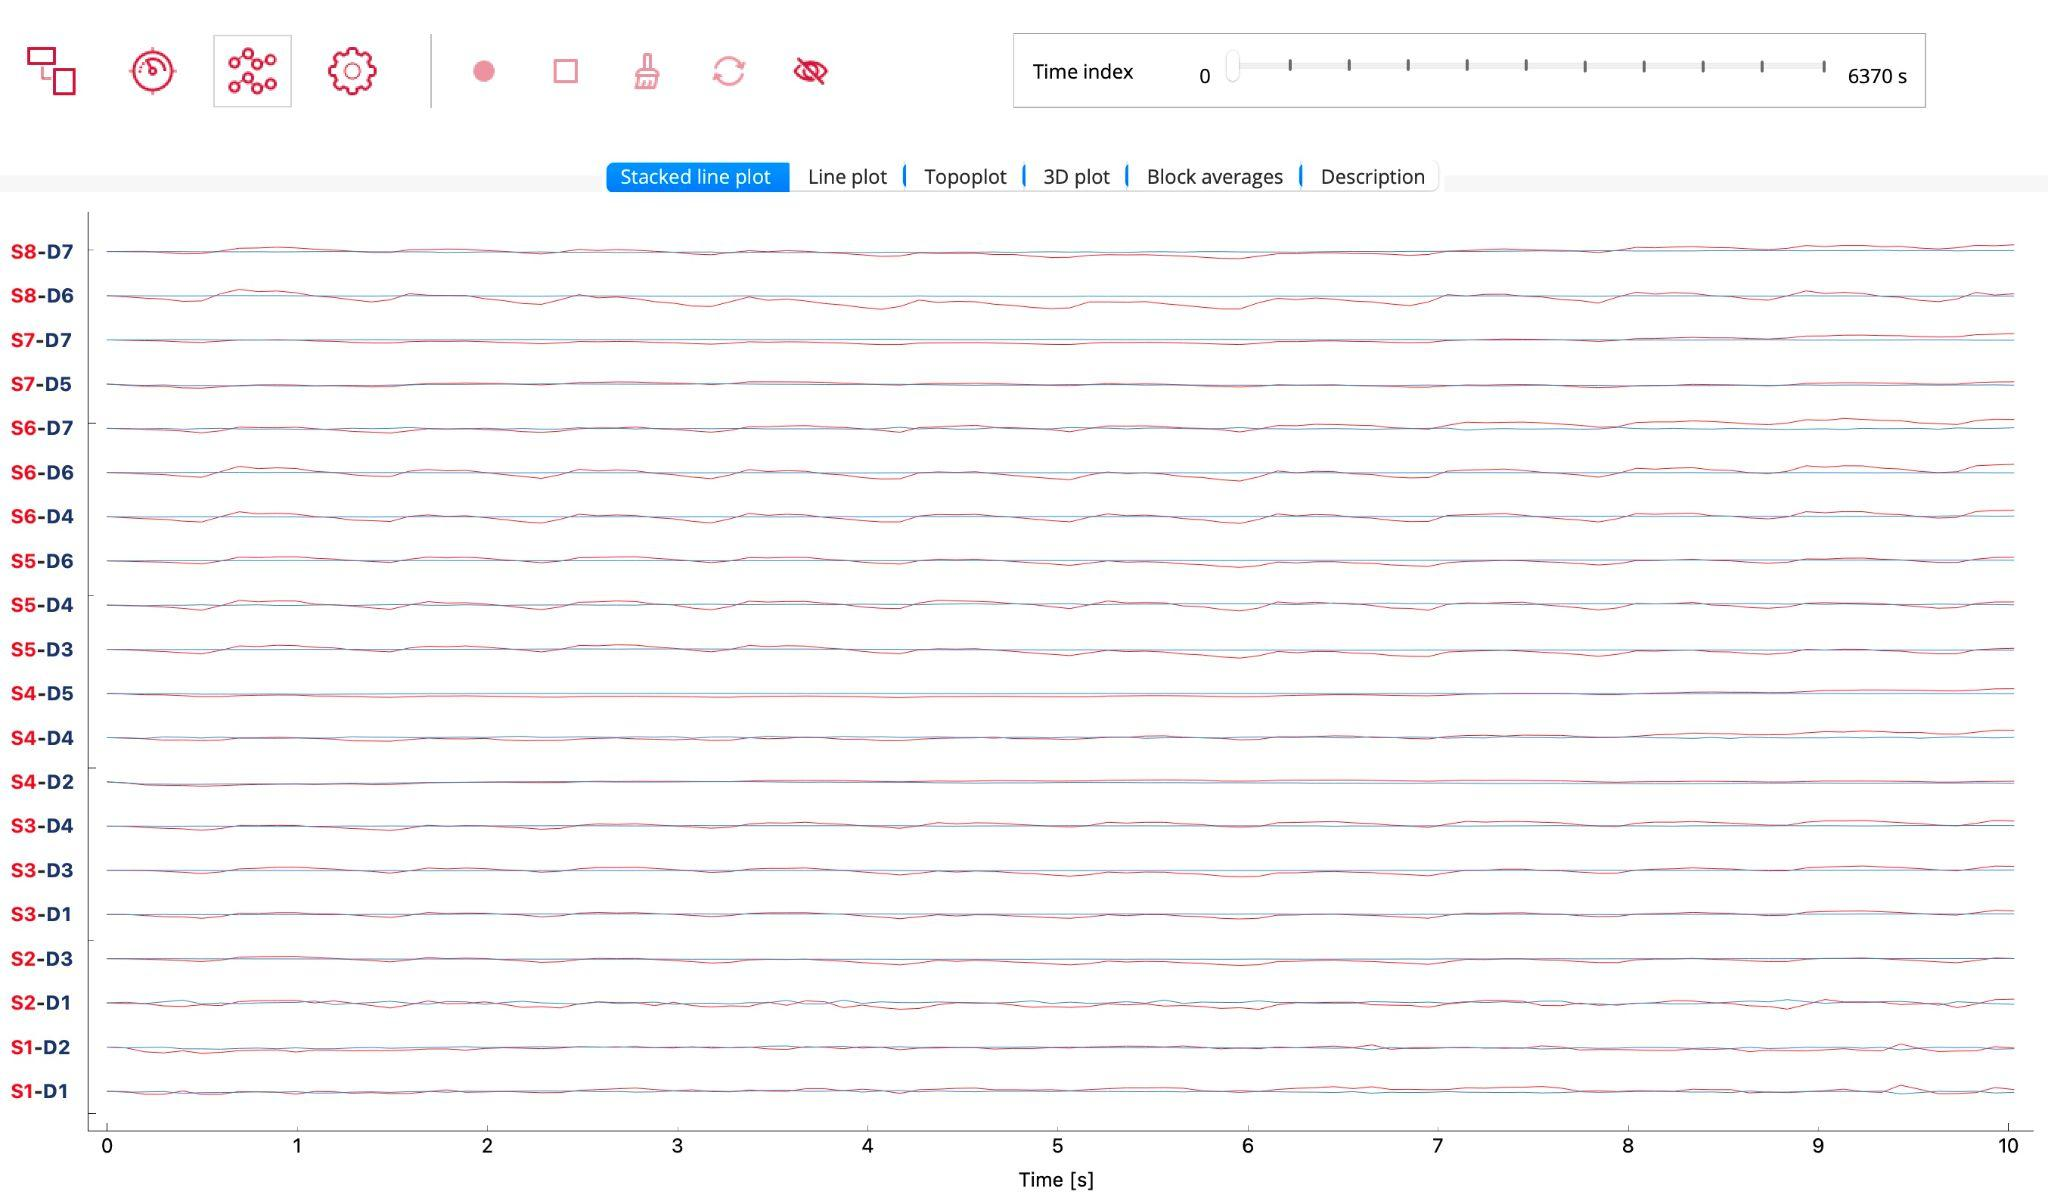 Time index 0 6370 s
Stacked line plot Line plot Topoplot 3D plot Block averages Description
S8-D7
S8-D6
S7-D7
S7-D5
S6-D7
S6-D6
S6-D4
S5-D6
S5-D4
S5-D3
S4-D5
S4-D4
S4-D2
S3-D4
S3-D3
S3-D1
S2-D3
S2-D1
S1-D2
S1-D1
0 1 2 3 4 5 6 7 8 9 10
Time [s]